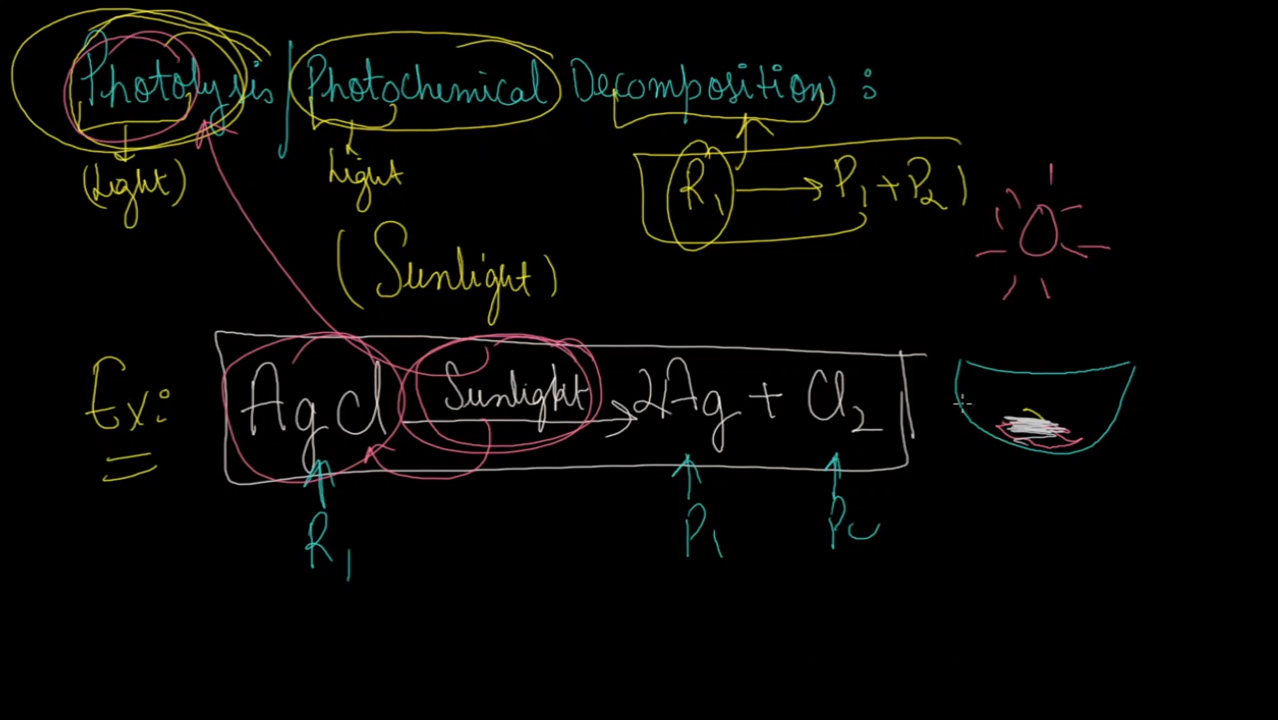 Photolysis / Photochemical Decomposition :
(Light) Light R1 → P1 + P2)
(Sunlight)
Ex: AgCl Sunlight → 2Ag + Cl2
R1 P1 P2